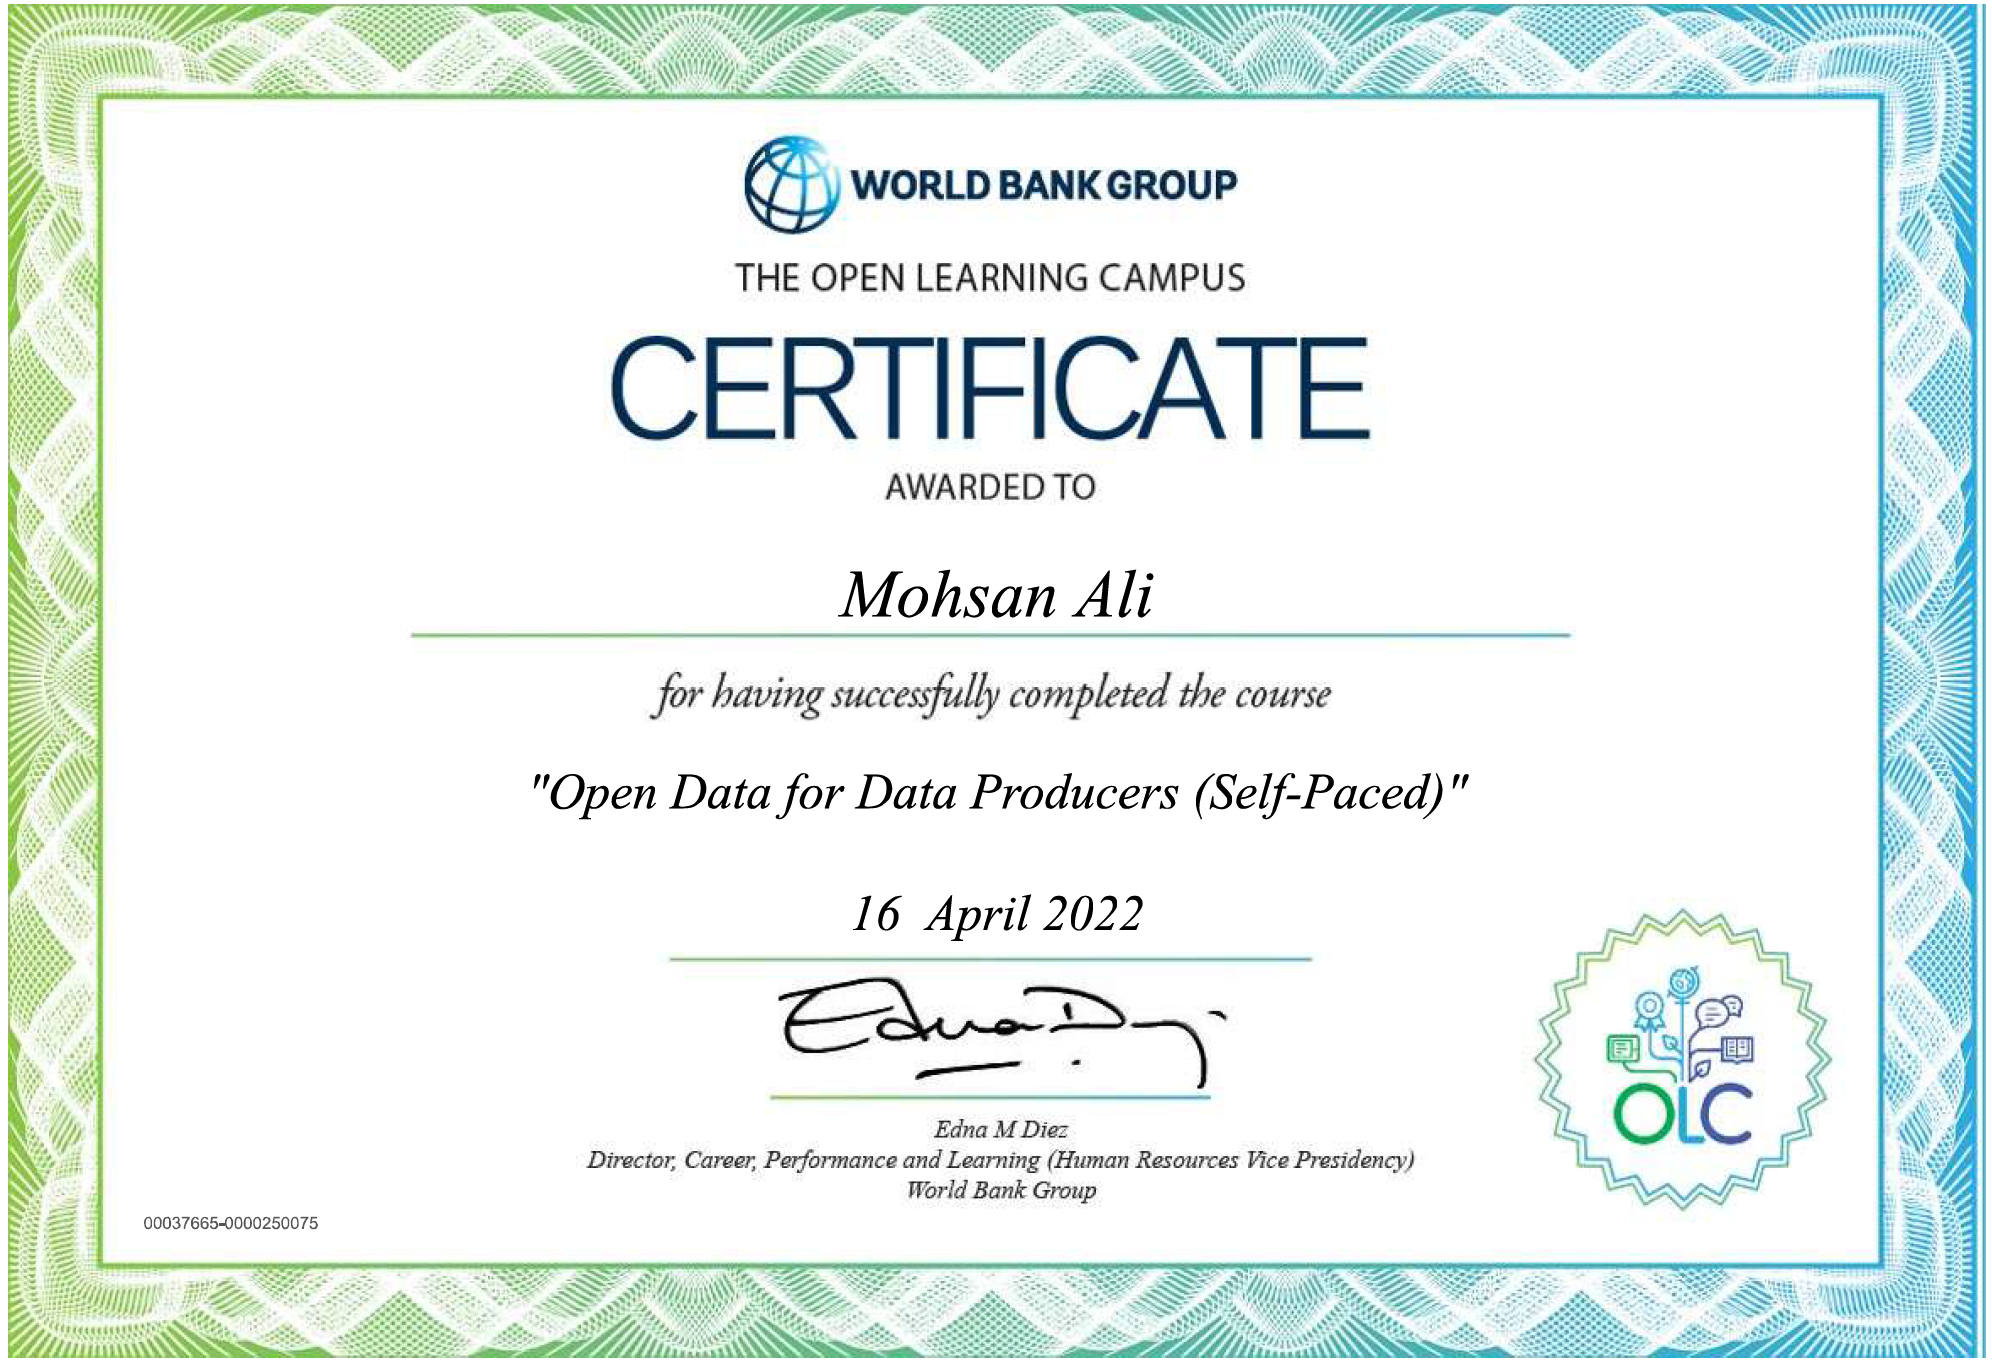 WORLD BANK GROUP
THE OPEN LEARNING CAMPUS
CERTIFICATE
AWARDED TO
Mohsan Ali
for having successfully completed the course
"Open Data for Data Producers (Self-Paced)"
16 April 2022
Edna D
Edna M Diez
Director, Career, Performance and Learning (Human Resources Vice Presidency)
World Bank Group
OLC
00037665-0000250075